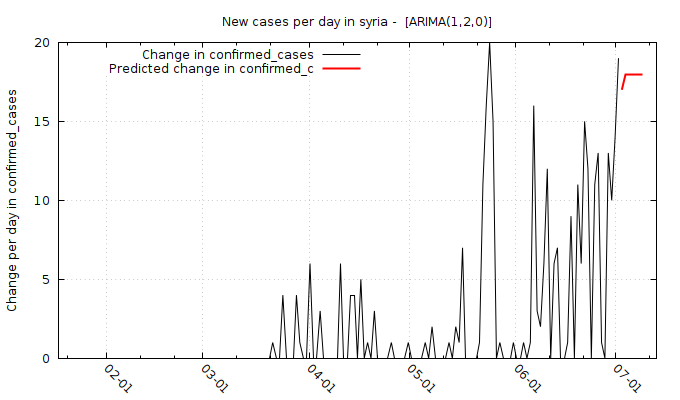 New cases per day in syria -  [ARIMA(1,2,0)]
Change in confirmed_cases
Predicted change in confirmed_c
Change per day in confirmed_cases
20
15
10
5
0
02-01
03-01
04-01
05-01
06-01
07-01